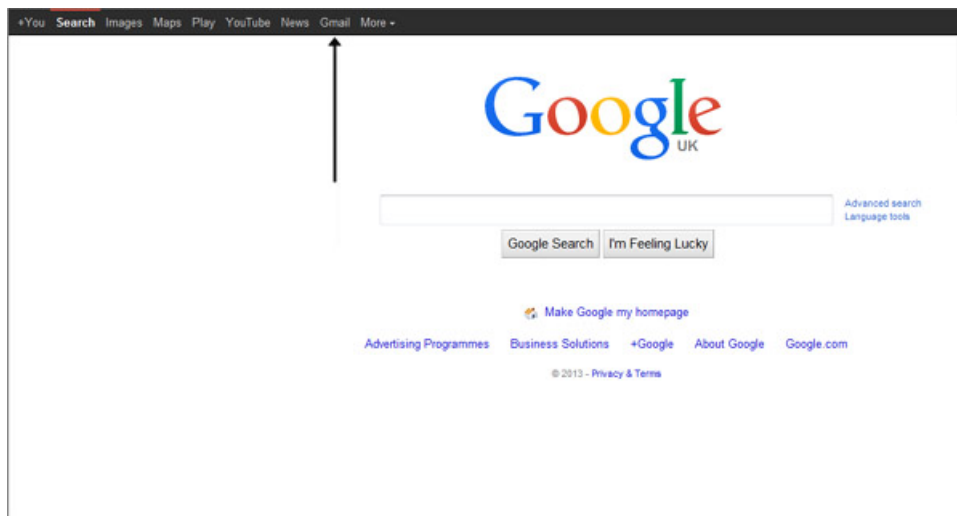 +You Search Images Maps Play YouTube News Gmail More
Google
UK
Advanced search
Language tools
Google Search I'm Feeling Lucky
Make Google my homepage
Advertising Programmes Business Solutions +Google About Google Google.com
© 2013 - Privacy & Terms